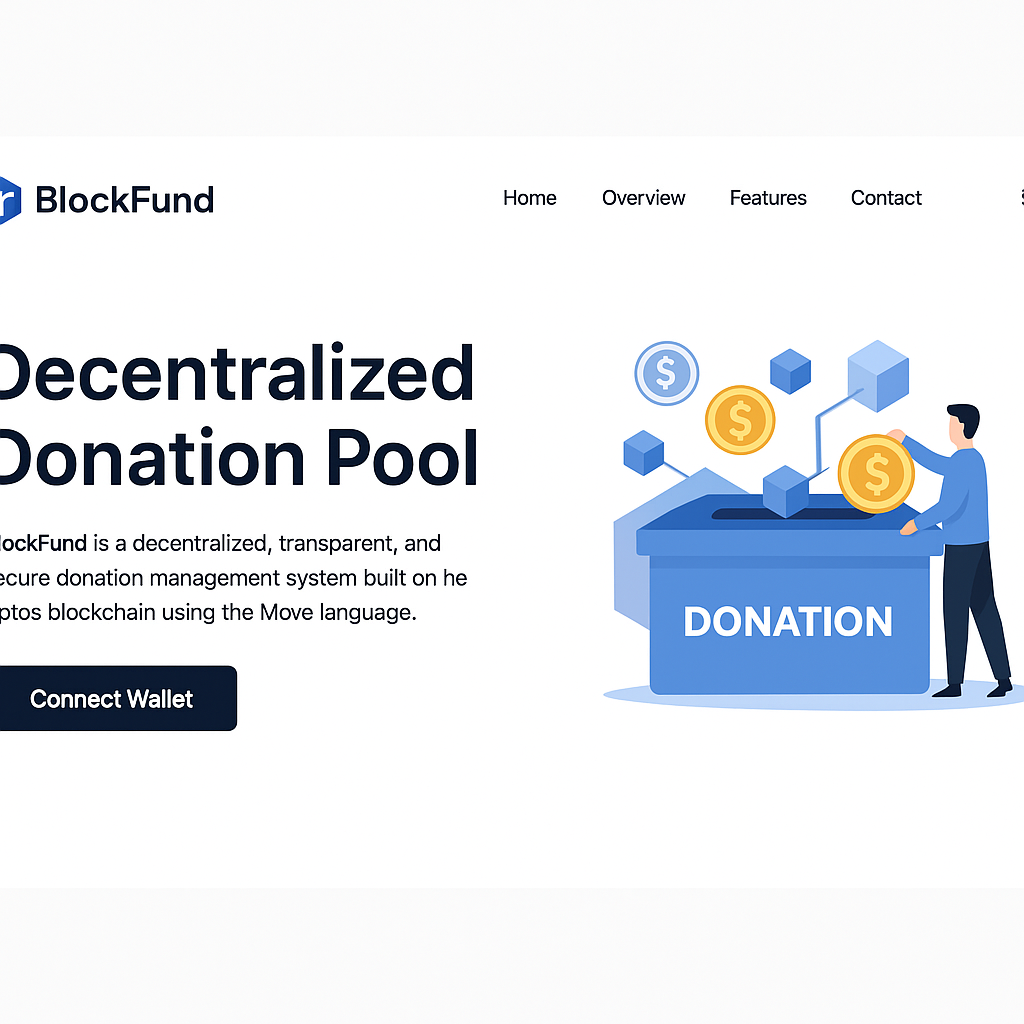 BlockFund
Home Overview Features Contact
Decentralized
Donation Pool
lockFund is a decentralized, transparent, and
ecure donation management system built on he
ptos blockchain using the Move language.
Connect Wallet
$
$
$
DONATION